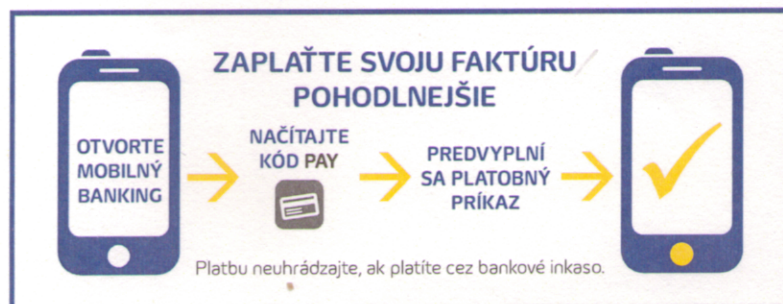 ZAPLAŤTE SVOJU FAKTÚRU
POHODLNEJŠIE
OTVORTE
MOBILNÝ
BANKING
NAČÍTAJTE
KÓD PAY
PREDVYPLNÍ
SA PLATOBNÝ
PRÍKAZ
Platbu neuhrádzajte, ak platíte cez bankové inkaso.